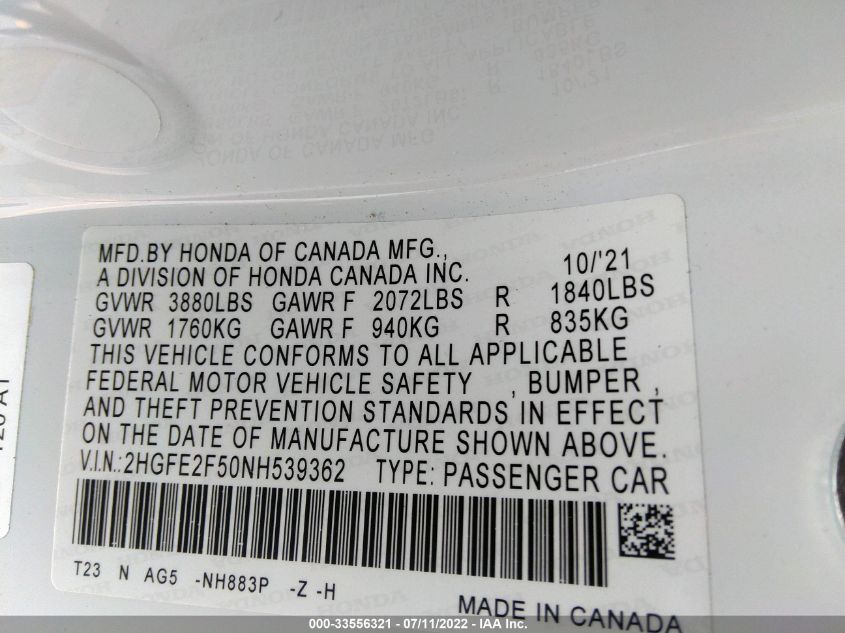 MFD.BY HONDA OF CANADA MFG.,
A DIVISION OF HONDA CANADA INC. 10/'21
GVWR 3880LBS GAWR F 2072LBS R 1840LBS
GVWR 1760KG GAWR F 940KG R 835KG
THIS VEHICLE CONFORMS TO ALL APPLICABLE
FEDERAL MOTOR VEHICLE SAFETY , BUMPER ,
AND THEFT PREVENTION STANDARDS IN EFFECT
ON THE DATE OF MANUFACTURE SHOWN ABOVE.
V.I.N.:2HGFE2F50NH539362 TYPE: PASSENGER CAR
T23 N AG5 -NH883P -Z -H
MADE IN CANADA
000-33556321 - 07/11/2022 - IAA Inc.